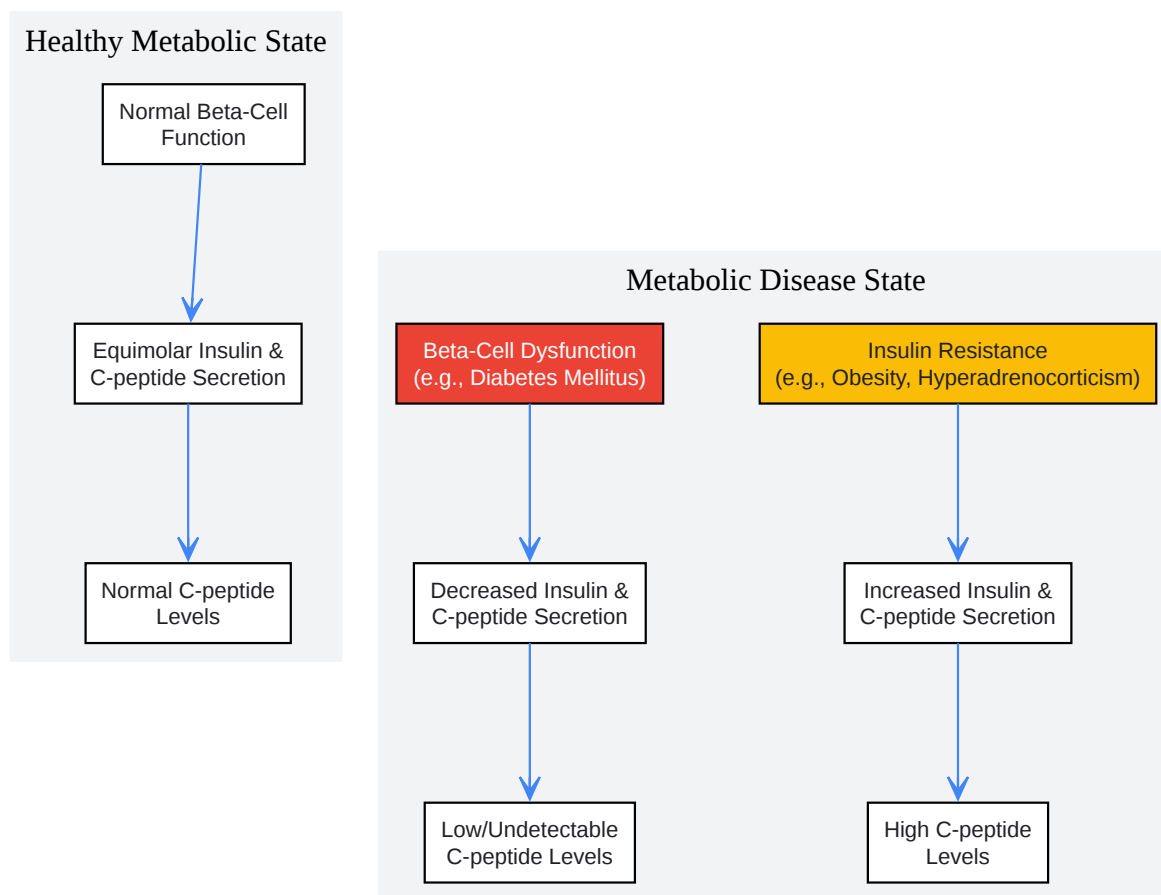 Healthy Metabolic State
Normal Beta-Cell
Function
Equimolar Insulin &
C-peptide Secretion
Normal C-peptide
Levels
Metabolic Disease State
Beta-Cell Dysfunction
(e.g., Diabetes Mellitus)
Decreased Insulin &
C-peptide Secretion
Low/Undetectable
C-peptide Levels
Insulin Resistance
(e.g., Obesity, Hyperadrenocorticism)
Increased Insulin &
C-peptide Secretion
High C-peptide
Levels